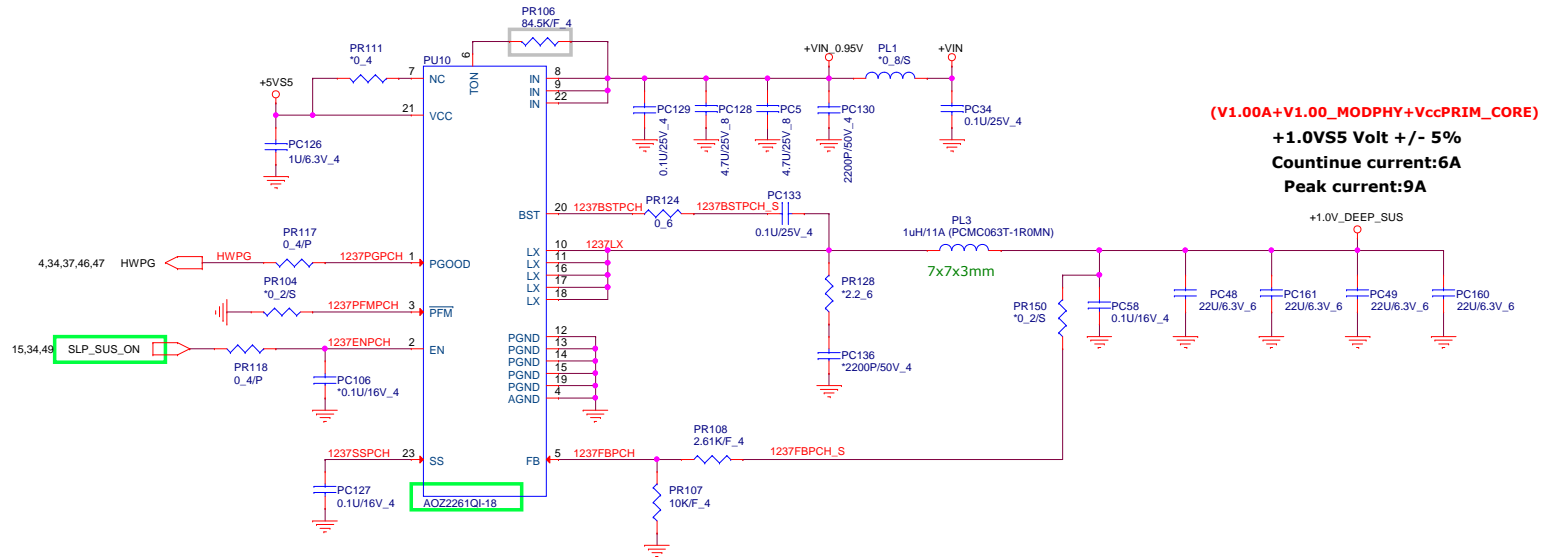 PR106
84.5K/F_4
PR111
*0_4
6
TON
PU10
+5VS5
7
NC
21
VCC
PC126
1U/6.3V_4
IN
8
IN
9
IN
22
PC129
0.1U/25V_4
PC128
4.7U/25V_8
PC5
4.7U/25V_8
+VIN_0.95V
PC130
2200P/50V_4
PL1
*0_8/S
+VIN
PC34
0.1U/25V_4
(V1.00A+V1.00_MODPHY+VccPRIM_CORE)
+1.0VS5 Volt +/- 5%
Countinue current:6A
Peak current:9A
BST
20
1237BSTPCH
PR124
0_6
1237BSTPCH_S
PC133
0.1U/25V_4
LX
10
1237LX
LX
11
LX
16
LX
17
LX
18
PL3
1uH/11A (PCMC063T-1R0MN)
7x7x3mm
+1.0V_DEEP_SUS
PR128
*2.2_6
PC136
*2200P/50V_4
PR150
*0_2/S
PC58
0.1U/16V_4
PC48
22U/6.3V_6
PC161
22U/6.3V_6
PC49
22U/6.3V_6
PC160
22U/6.3V_6
4,34,37,46,47
HWPG
HWPG
PR117
0_4/P
1237PGPCH
1
PGOOD
PR104
*0_2/S
1237PFMPCH
3
PFM
15,34,49
SLP_SUS_ON
PR118
0_4/P
1237ENPCH
2
EN
PC106
*0.1U/16V_4
PGND
12
PGND
13
PGND
14
PGND
15
PGND
19
AGND
4
1237SSPCH
23
SS
PC127
0.1U/16V_4
FB
5
1237FBPCH
PR108
2.61K/F_4
1237FBPCH_S
PR107
10K/F_4
AOZ2261QI-18